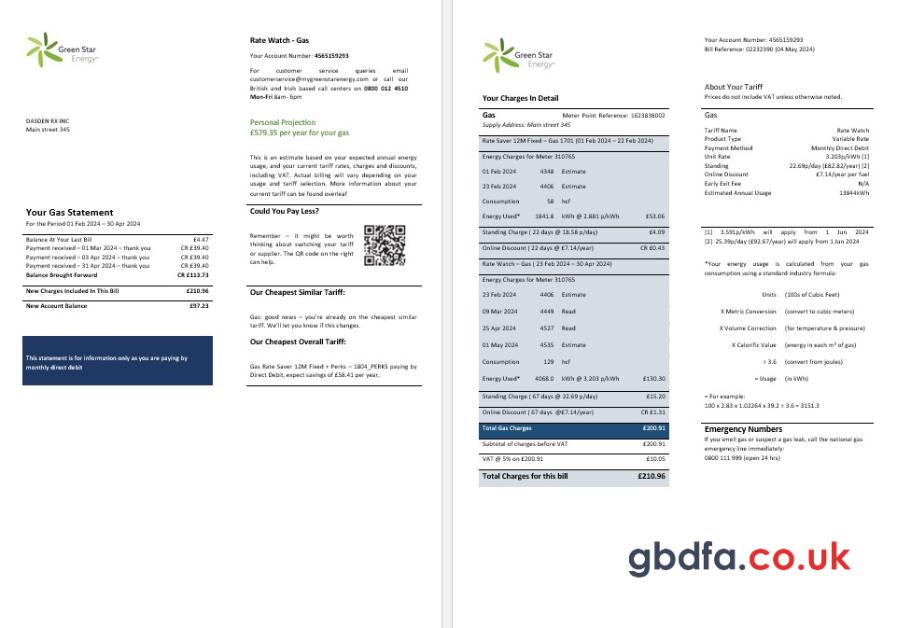 Green Star
Energy
DASDEN RX INC
Main street 345
Your Gas Statement
For the Period 01 Feb 2024 – 30 Apr 2024
Balance At Your Last Bill £4.47
Payment received – 01 Mar 2024 – thank you CR £39.40
Payment received – 03 Apr 2024 – thank you CR £39.40
Payment received – 31 Apr 2024 – thank you CR £39.40
Balance Brought Forward CR £113.73
New Charges Included In This Bill £210.96
New Account Balance £97.23
This statement is for information only as you are paying by
monthly direct debit
Rate Watch - Gas
Your Account Number: 4565159293
For customer service queries email
customerservice@mygreenstarenergy.com or call our
British and Irish based call centers on 0800 012 4510
Mon-Fri 8am- 6pm
Personal Projection
£579.35 per year for your gas
This is an estimate based on your expected annual energy
usage, and your current tariff rates, charges and discounts,
including VAT. Actual billing will vary depending on your
usage and tariff selection. More information about your
current tariff can be found overleaf
Could You Pay Less?
Remember – it might be worth
thinking about switching your tariff
or supplier. The QR code on the right
can help.
Our Cheapest Similar Tariff:
Gas: good news – you're already on the cheapest similar
tariff. We'll let you know if this changes.
Our Cheapest Overall Tariff:
Gas Rate Saver 12M Fixed + Perks – 1804_PERKS paying by
Direct Debit, expect savings of £58.41 per year.
Green Star
Energy
Your Charges In Detail
Gas Meter Point Reference: 1623838002
Supply Address: Main street 345
Rate Saver 12M Fixed – Gas 1701 (01 Feb 2024 – 22 Feb 2024)
Energy Charges for Meter 310765
01 Feb 2024 4348 Estimate
23 Feb 2024 4406 Estimate
Consumption 58 hcf
Energy Used* 1841.8 kWh @ 2.881 p/kWh £53.06
Standing Charge ( 22 days @ 18.58 p/day) £4.09
Online Discount ( 22 days @ £7.14/year) CR £0.43
Rate Watch – Gas ( 23 Feb 2024 – 30 Apr 2024)
Energy Charges for Meter 310765
23 Feb 2024 4406 Estimate
09 Mar 2024 4449 Read
25 Apr 2024 4527 Read
01 May 2024 4535 Estimate
Consumption 129 hcf
Energy Used* 4068.0 kWh @ 3.203 p/kWh £130.30
Standing Charge ( 67 days @ 22.69 p/day) £15.20
Online Discount ( 67 days @£7.14/year) CR £1.31
Total Gas Charges £200.91
Subtotal of charges before VAT £200.91
VAT @ 5% on £200.91 £10.05
Total Charges for this bill £210.96
Your Account Number: 4565159293
Bill Reference: 02232390 (04 May 2024)
About Your Tariff
Prices do not include VAT unless otherwise noted.
Gas
Tariff Name Rate Watch
Product Type Variable Rate
Payment Method Monthly Direct Debit
Unit Rate 3.203p/kWh [1]
Standing 22.69p/day (£82.82/year) [2]
Online Discount £7.14/year per fuel
Early Exit Fee N/A
Estimated Annual Usage 13844kWh
[1] 3.591p/kWh will apply from 1 Jun 2024
[2] 25.39p/day (£92.67/year) will apply from 1 Jun 2024
*Your energy usage is calculated from your gas
consumption using a standard industry formula:
Units (100s of Cubic Feet)
X Metric Conversion (convert to cubic meters)
X Volume Correction (for temperature & pressure)
X Calorific Value (energy in each m³ of gas)
÷ 3.6 (convert from joules)
= Usage (in kWh)
= For example:
100 x 2.83 x 1.02264 x 39.2 ÷ 3.6 = 3151.3
Emergency Numbers
If you smell gas or suspect a gas leak, call the national gas
emergency line immediately:
0800 111 999 (open 24 hrs)
gbdfa.co.uk